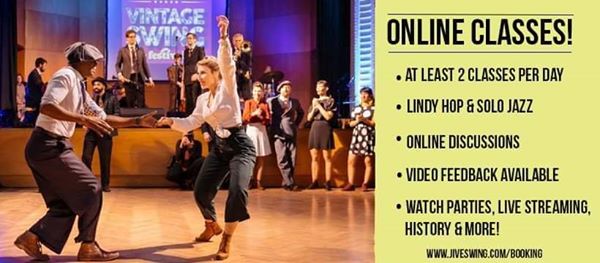 VINTAGE
SWING
ONLINE CLASSES!
• AT LEAST 2 CLASSES PER DAY
• LINDY HOP & SOLO JAZZ
• ONLINE DISCUSSIONS
• VIDEO FEEDBACK AVAILABLE
• WATCH PARTIES, LIVE STREAMING,
HISTORY & MORE!
WWW.JIVESWING.COM/BOOKING